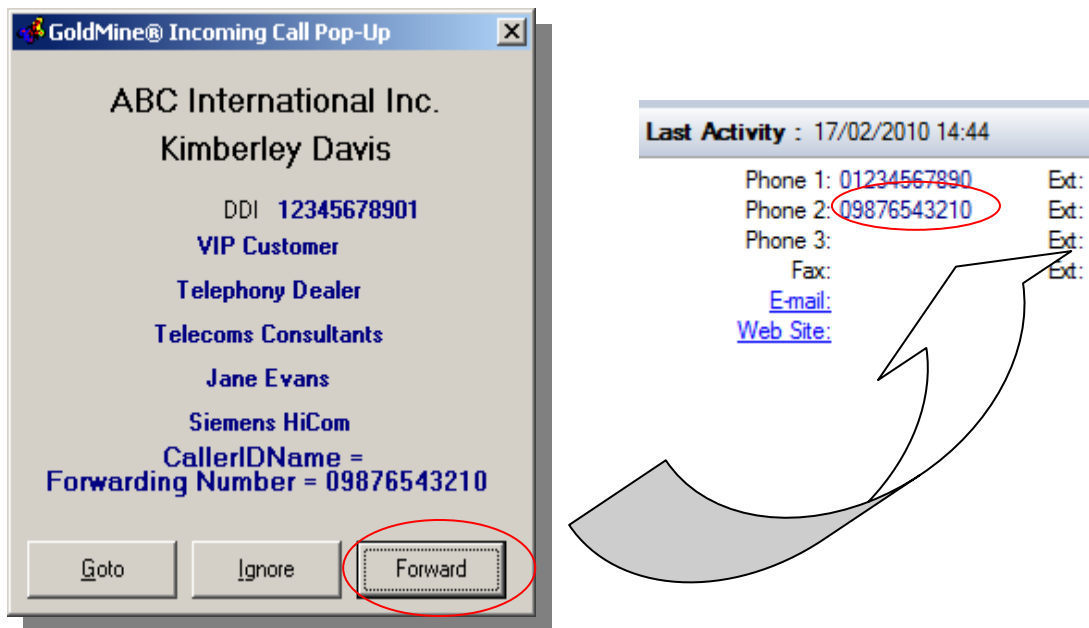 GoldMine® Incoming Call Pop-Up
ABC International Inc.
Kimberley Davis
DDI 12345678901
VIP Customer
Telephony Dealer
Telecoms Consultants
Jane Evans
Siemens HiCom
CallerIDName =
Forwarding Number = 09876543210
Goto Ignore Forward
Last Activity : 17/02/2010 14:44
Phone 1: 01234567890 Ext:
Phone 2: 09876543210 Ext:
Phone 3: Ext:
Fax: Ext:
E-mail:
Web Site: